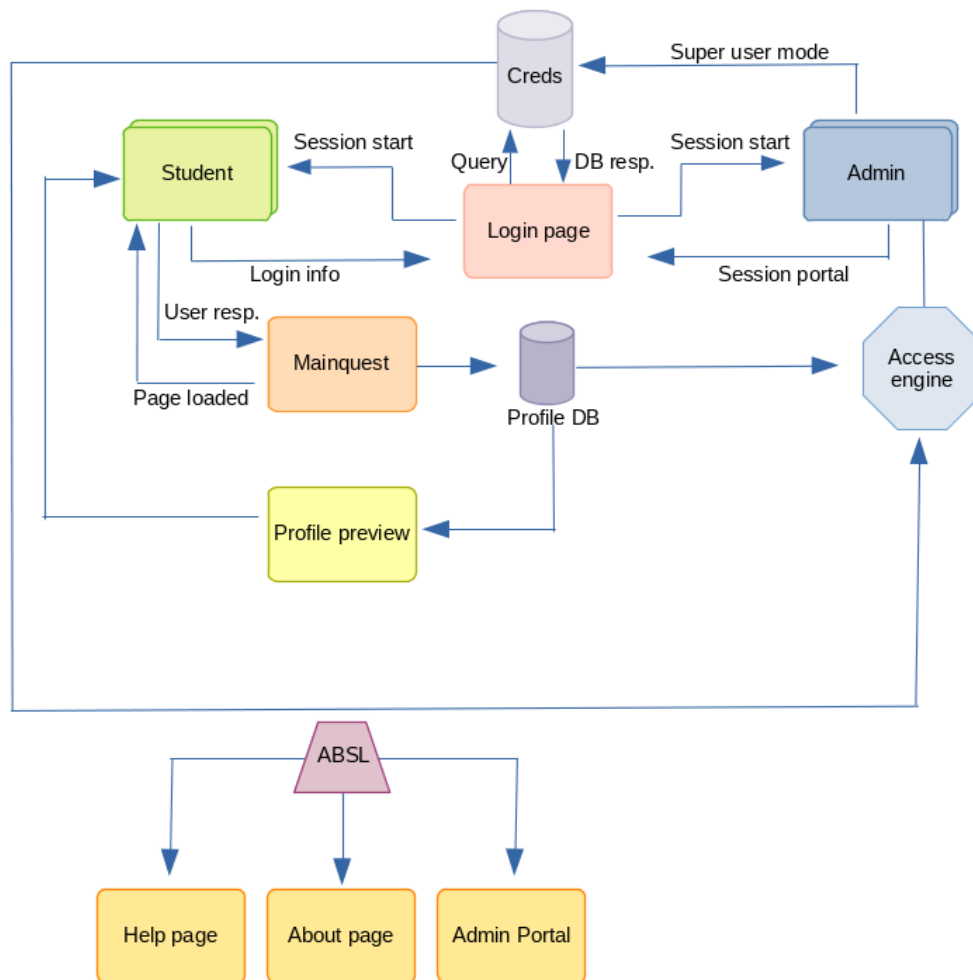 Creds
Super user mode
Session start
Query
DB resp.
Session start
Student
Admin
Login page
Login info
Session portal
User resp.
Mainquest
Page loaded
Profile DB
Access
engine
Profile preview
ABSL
Help page
About page
Admin Portal